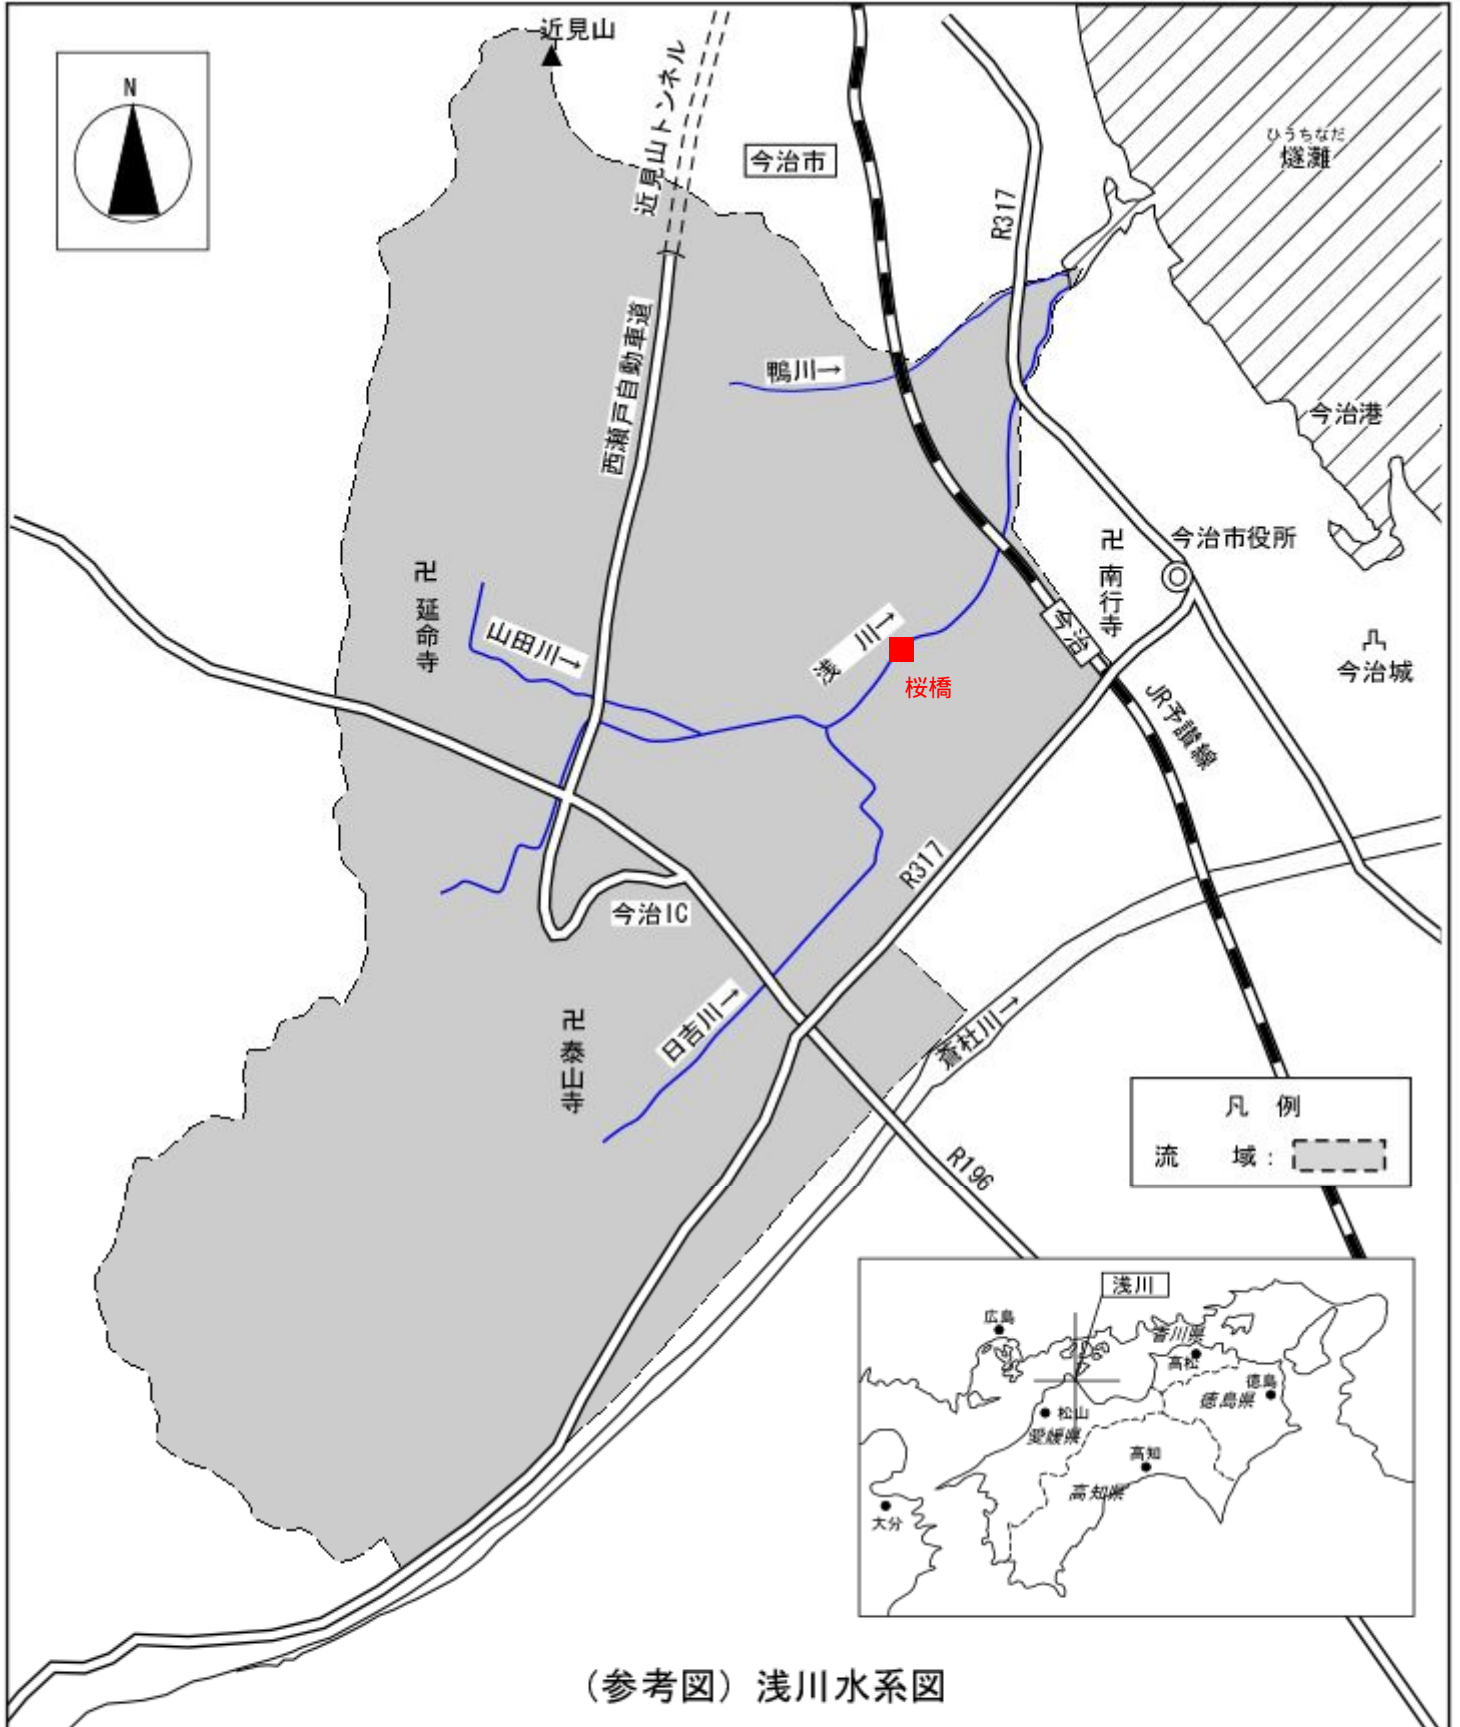 近見山
N
近見山トンネル
今治市
ひうちなだ
燧灘
R317
西瀬戸自動車道
鴨川→
今治港
卍 延命寺
山田川→
浅 川→
桜橋
今治
卍 南行寺
今治市役所
今治城
JR予讃線
R317
今治IC
卍 泰山寺
日吉川→
蒼社川→
R196
凡 例
流 域：
浅川
広島
香川県
高松
徳島
徳島県
松山
愛媛県
高知
高知県
大分
（参考図）浅川水系図